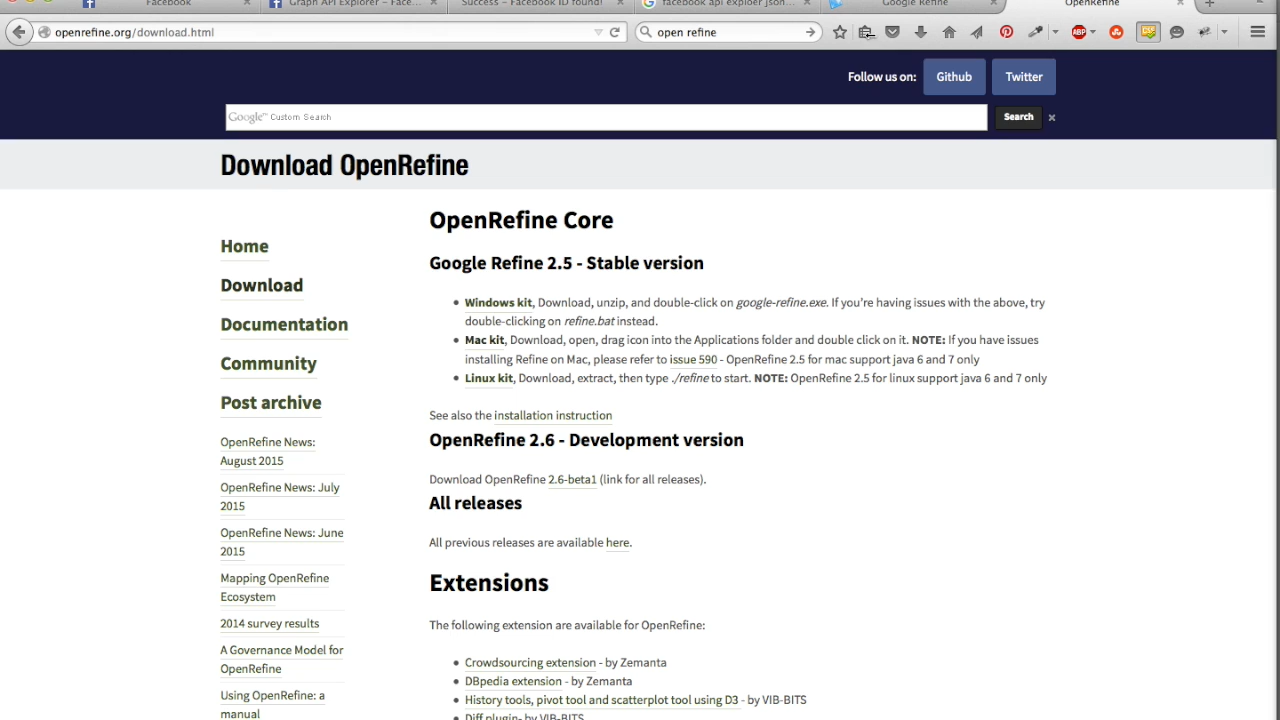 Facebook
Graph API Explorer – Face...
Success – Facebook ID found!
facebook api explorer json...
Google Refine
OpenRefine
openrefine.org/download.html
open refine
ABP
Follow us on:
Github
Twitter
Google™ Custom Search
Search
Download OpenRefine
Home
Download
Documentation
Community
Post archive
OpenRefine News:
August 2015
OpenRefine News: July
2015
OpenRefine News: June
2015
Mapping OpenRefine
Ecosystem
2014 survey results
A Governance Model for
OpenRefine
Using OpenRefine: a
manual
OpenRefine Core
Google Refine 2.5 - Stable version
Windows kit, Download, unzip, and double-click on google-refine.exe. If you're having issues with the above, try
double-clicking on refine.bat instead.
Mac kit, Download, open, drag icon into the Applications folder and double click on it. NOTE: If you have issues
installing Refine on Mac, please refer to issue 590 - OpenRefine 2.5 for mac support java 6 and 7 only
Linux kit, Download, extract, then type ./refine to start. NOTE: OpenRefine 2.5 for linux support java 6 and 7 only
See also the installation instruction
OpenRefine 2.6 - Development version
Download OpenRefine 2.6-beta1 (link for all releases).
All releases
All previous releases are available here.
Extensions
The following extension are available for OpenRefine:
Crowdsourcing extension - by Zemanta
DBpedia extension - by Zemanta
History tools, pivot tool and scatterplot tool using D3 - by VIB-BITS
Diff plugin- by VIB-BITS